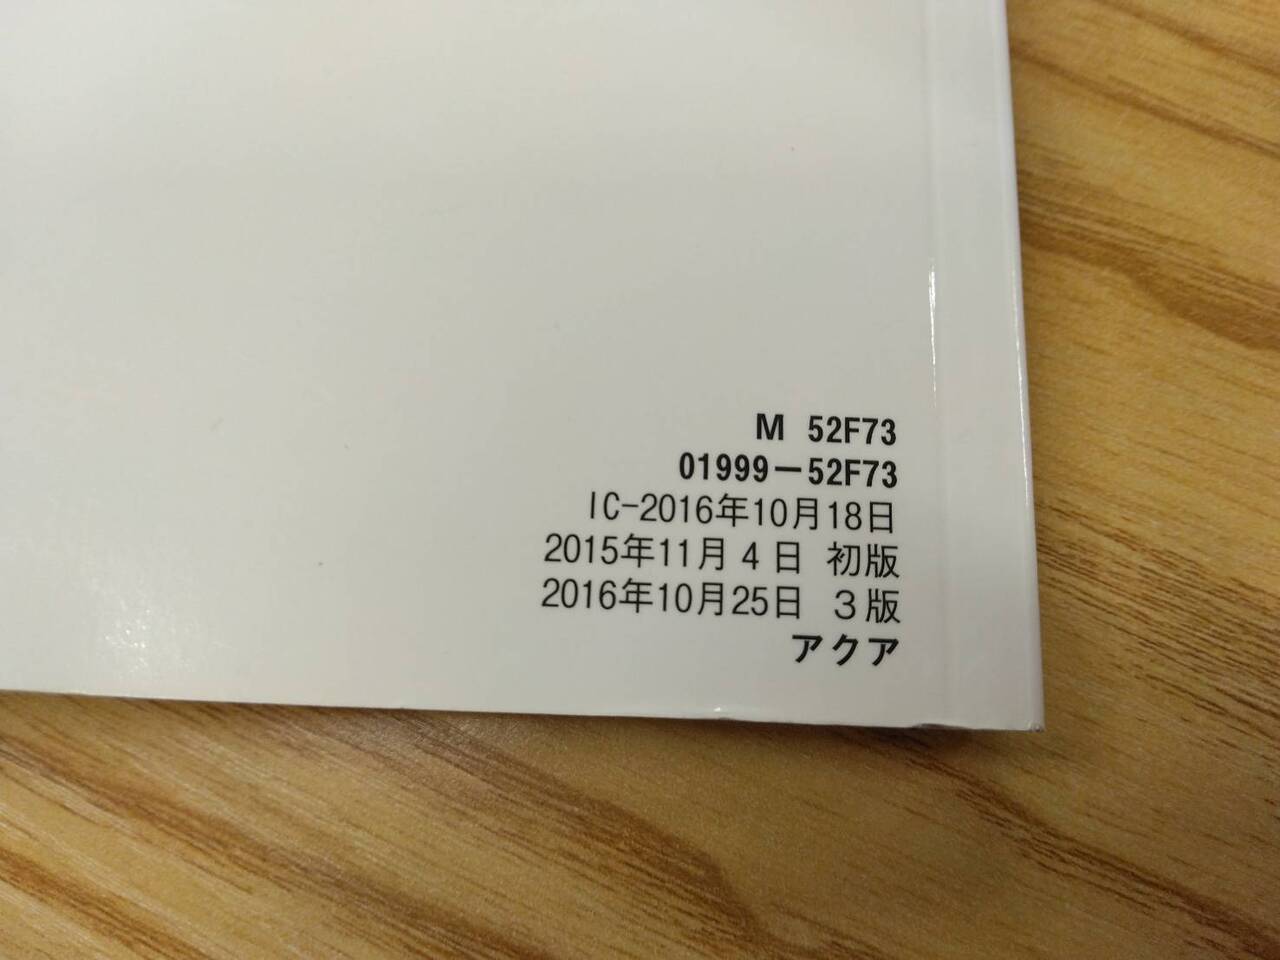 M 52F73
01999-52F73
IC-2016年10月18日
2015年11月 4 日 初版
2016年10月25日 3版
アクア